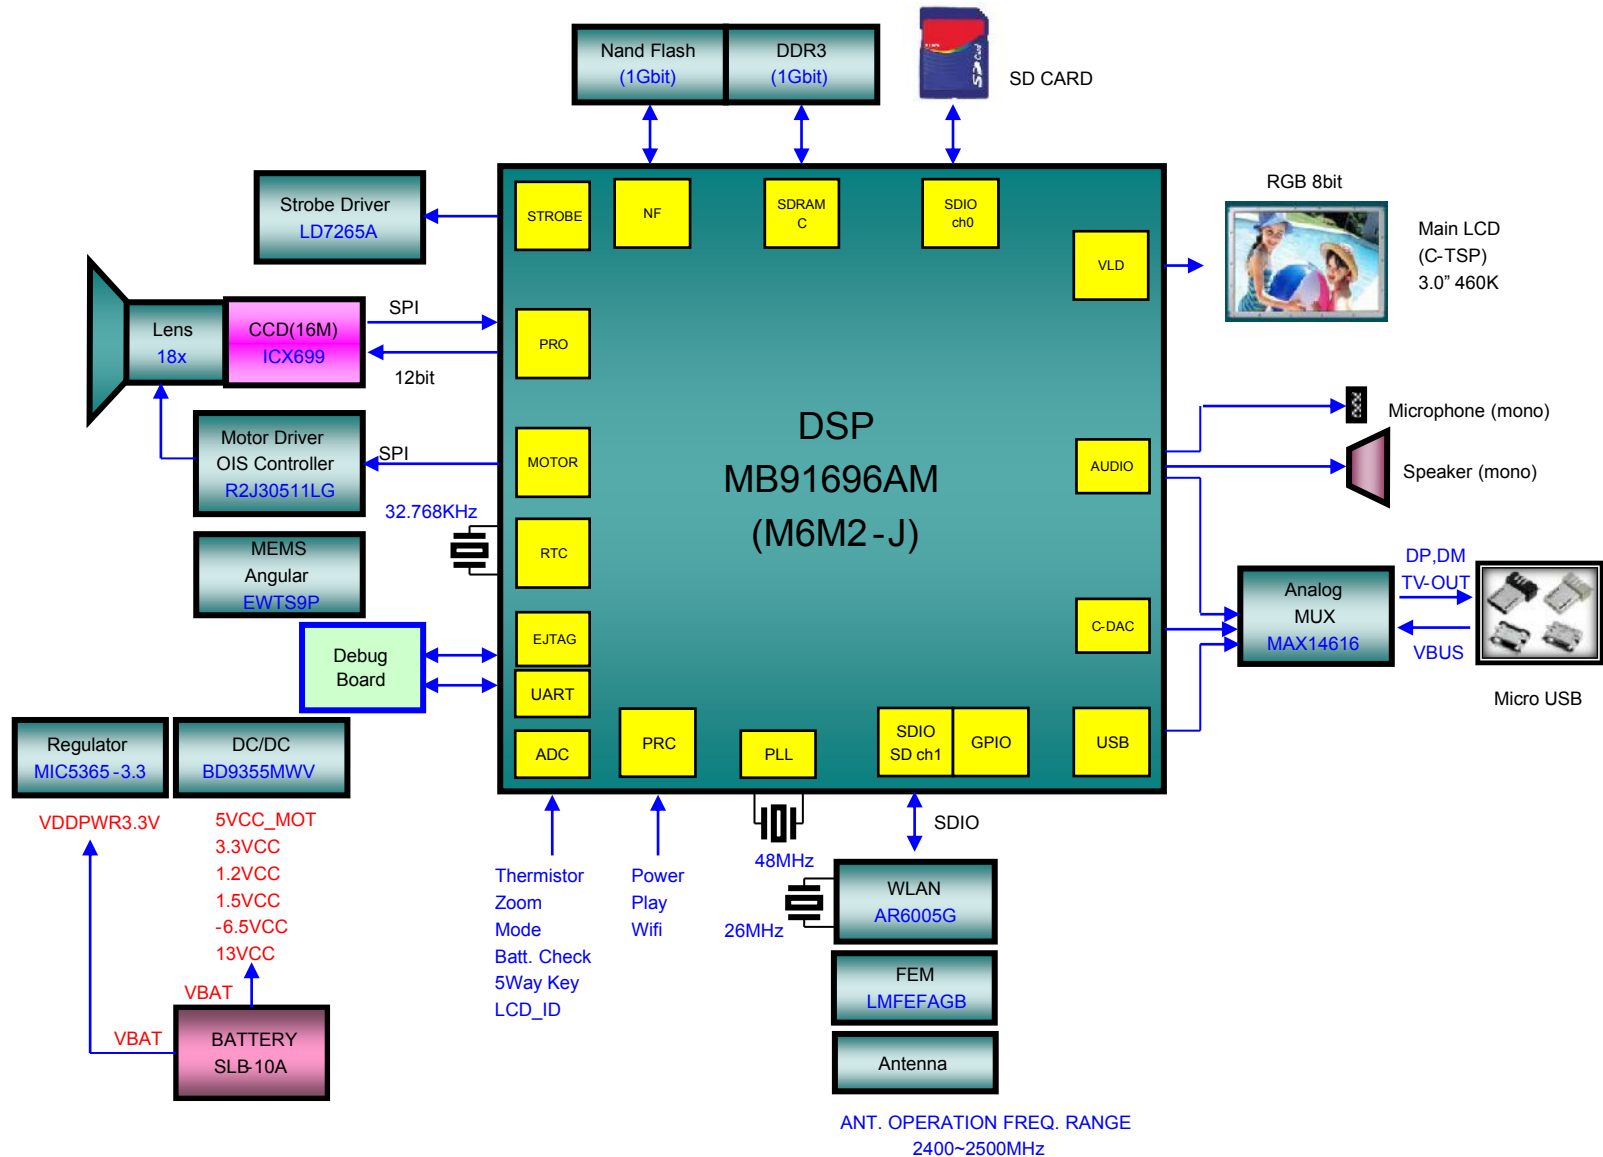 Nand Flash
(1Gbit)
DDR3
(1Gbit)
SD CARD
Strobe Driver
LD7265A
STROBE
NF
SDRAM
C
SDIO
ch0
VLD
RGB 8bit
Main LCD
(C-TSP)
3.0” 460K
Lens
18x
CCD(16M)
ICX699
SPI
12bit
PRO
Motor Driver
OIS Controller
R2J30511LG
SPI
MOTOR
DSP
MB91696AM
(M6M2-J)
AUDIO
Microphone (mono)
Speaker (mono)
32.768KHz
RTC
MEMS
Angular
EWTS9P
EJTAG
UART
Debug
Board
C-DAC
Analog
MUX
MAX14616
DP,DM
TV-OUT
VBUS
Micro USB
Regulator
MIC5365-3.3
DC/DC
BD9355MWV
ADC
PRC
PLL
SDIO
SD ch1
GPIO
USB
VDDPWR3.3V
5VCC_MOT
3.3VCC
1.2VCC
1.5VCC
-6.5VCC
13VCC
VBAT
VBAT
BATTERY
SLB-10A
Thermistor
Zoom
Mode
Batt. Check
5Way Key
LCD_ID
Power
Play
Wifi
48MHz
SDIO
26MHz
WLAN
AR6005G
FEM
LMFEFAGB
Antenna
ANT. OPERATION FREQ. RANGE
2400~2500MHz